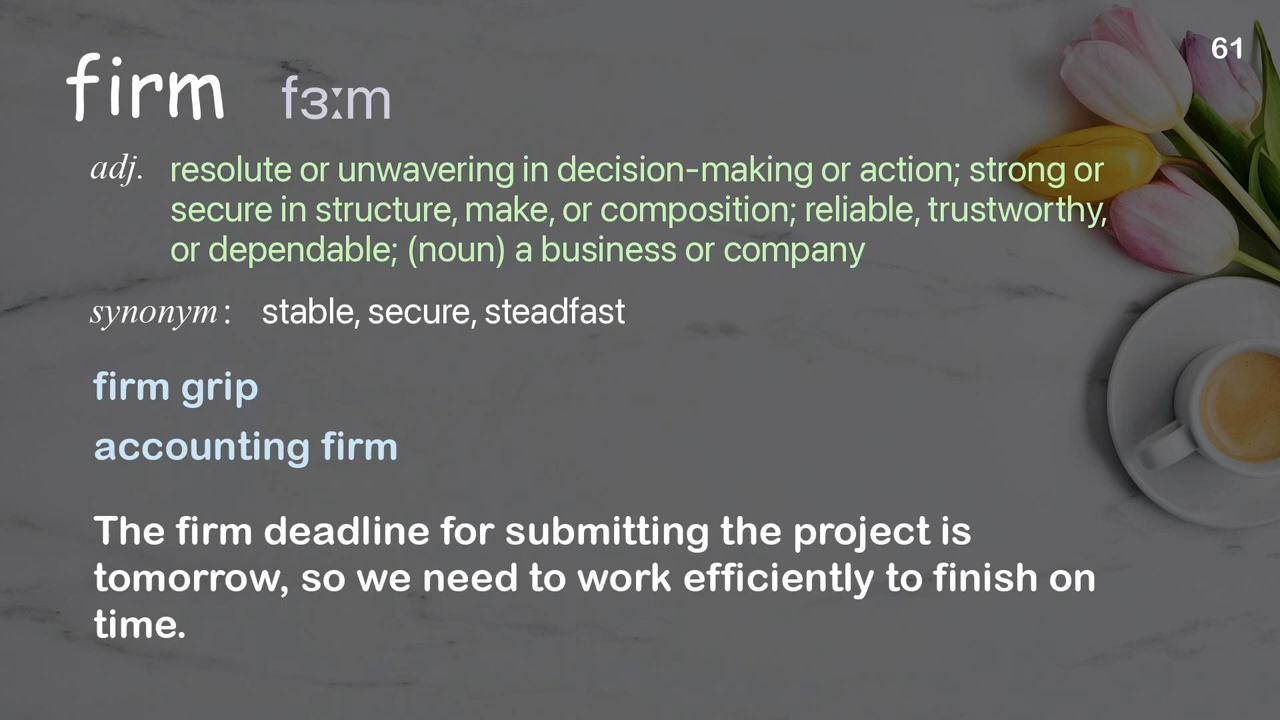 61
firm fɜːm
adj. resolute or unwavering in decision-making or action; strong or
secure in structure, make, or composition; reliable, trustworthy,
or dependable; (noun) a business or company
synonym : stable, secure, steadfast
firm grip
accounting firm
The firm deadline for submitting the project is
tomorrow, so we need to work efficiently to finish on
time.